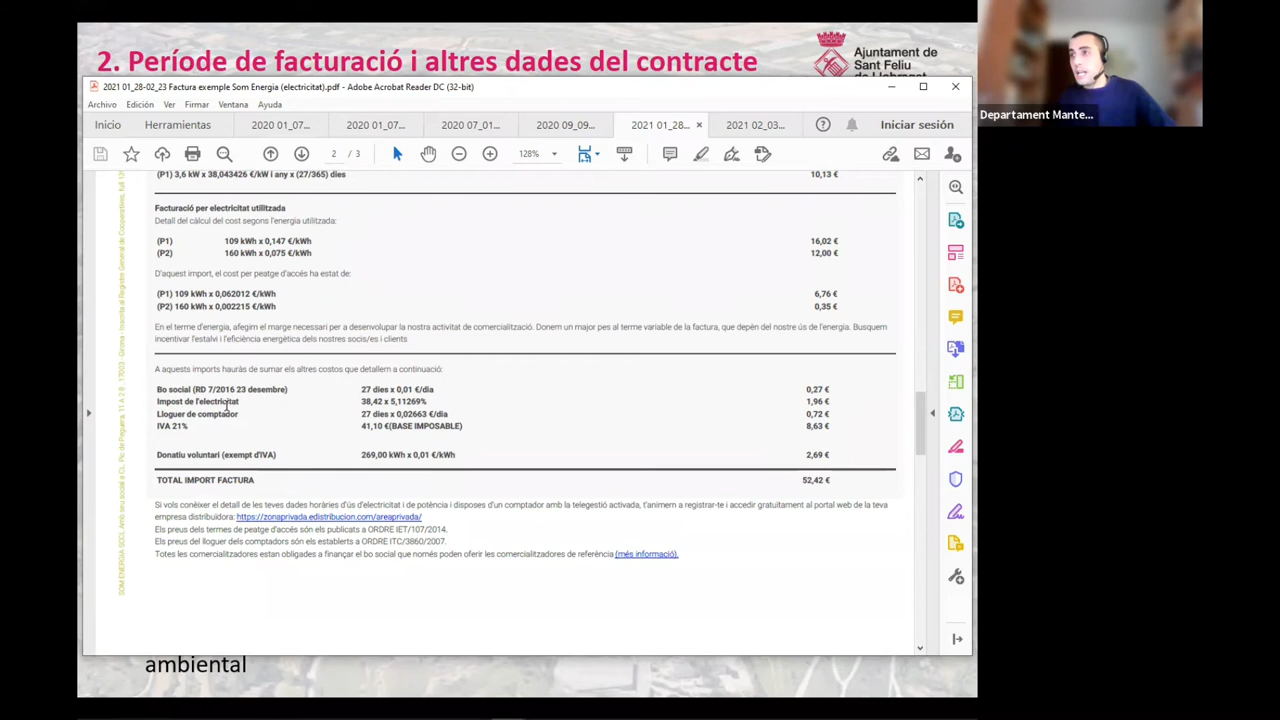 2. Període de facturació i altres dades del contracte
Ajuntament de
Sant Feliu
2021 01_28-02_23 Factura exemple Som Energia (electricitat).pdf - Adobe Acrobat Reader DC (32-bit)
Archivo Edición Ver Firmar Ventana Ayuda
Inicio Herramientas 2020 01_07... 2020 01_07... 2020 07_01... 2020 09_09... 2021 01_28... 2021 02_03... Iniciar sesión
2 / 3 128%
(P1) 3,6 kW x 38,043426 €/kW i any x (27/365) dies 10,13 €
Facturació per electricitat utilitzada
Detall del càlcul del cost segons l'energia utilitzada:
(P1) 109 kWh x 0,147 €/kWh 16,02 €
(P2) 160 kWh x 0,075 €/kWh 12,00 €
D'aquest import, el cost per peatge d'accés ha estat de:
(P1) 109 kWh x 0,062012 €/kWh 6,76 €
(P2) 160 kWh x 0,002215 €/kWh 0,35 €
En el terme d'energia, afegim el marge necessari per a desenvolupar la nostra activitat de comercialització. Donem un major pes al terme variable de la factura, que depèn del nostre ús de l'energia. Busquem
incentivar l'estalvi i l'eficiència energètica dels nostres socis/es i clients
A aquests imports hauràs de sumar els altres costos que detallem a continuació:
Bo social (RD 7/2016 23 desembre) 27 dies x 0,01 €/dia 0,27 €
Impost de l'electricitat 38,42 x 5,11269% 1,96 €
Lloguer de comptador 27 dies x 0,02663 €/dia 0,72 €
IVA 21% 41,10 €(BASE IMPOSABLE) 8,63 €
Donatiu voluntari (exempt d'IVA) 269,00 kWh x 0,01 €/kWh 2,69 €
TOTAL IMPORT FACTURA 52,42 €
Si vols conèixer el detall de les teves dades horàries d'ús d'electricitat i de potència i disposes d'un comptador amb la telegestió activada, t'animem a registrar-te i accedir gratuïtament al portal web de la teva
empresa distribuidora: https://zonaprivada.edistribucion.com/areaprivada/
Els preus dels termes de peatge d'accés són els publicats a ORDRE IET/107/2014.
Els preus del lloguer dels comptadors són els establerts a ORDRE ITC/3860/2007.
Totes les comercialitzadores estan obligades a finançar el bo social que només poden oferir les comercialitzadores de referència (més informació).
ambiental
Departament Mante...